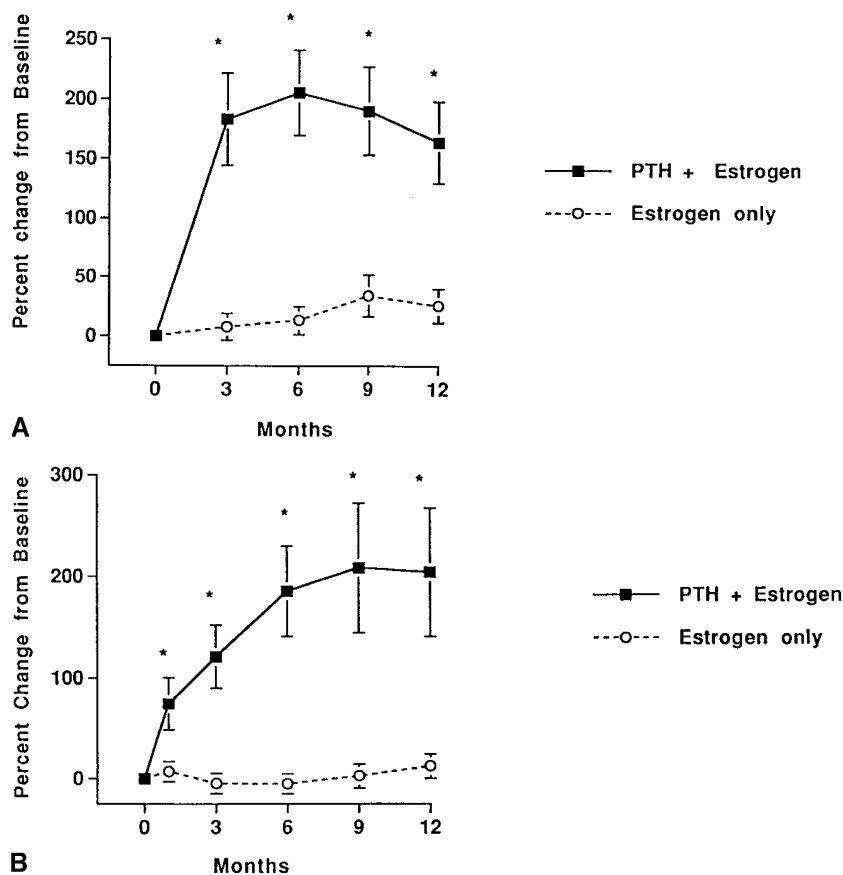 Percent change from Baseline
250
200
150
100
50
0
* * * *
0 3 6 9 12
Months
PTH + Estrogen
Estrogen only
A
Percent Change from Baseline
300
200
100
0
* * * * *
0 3 6 9 12
Months
PTH + Estrogen
Estrogen only
B